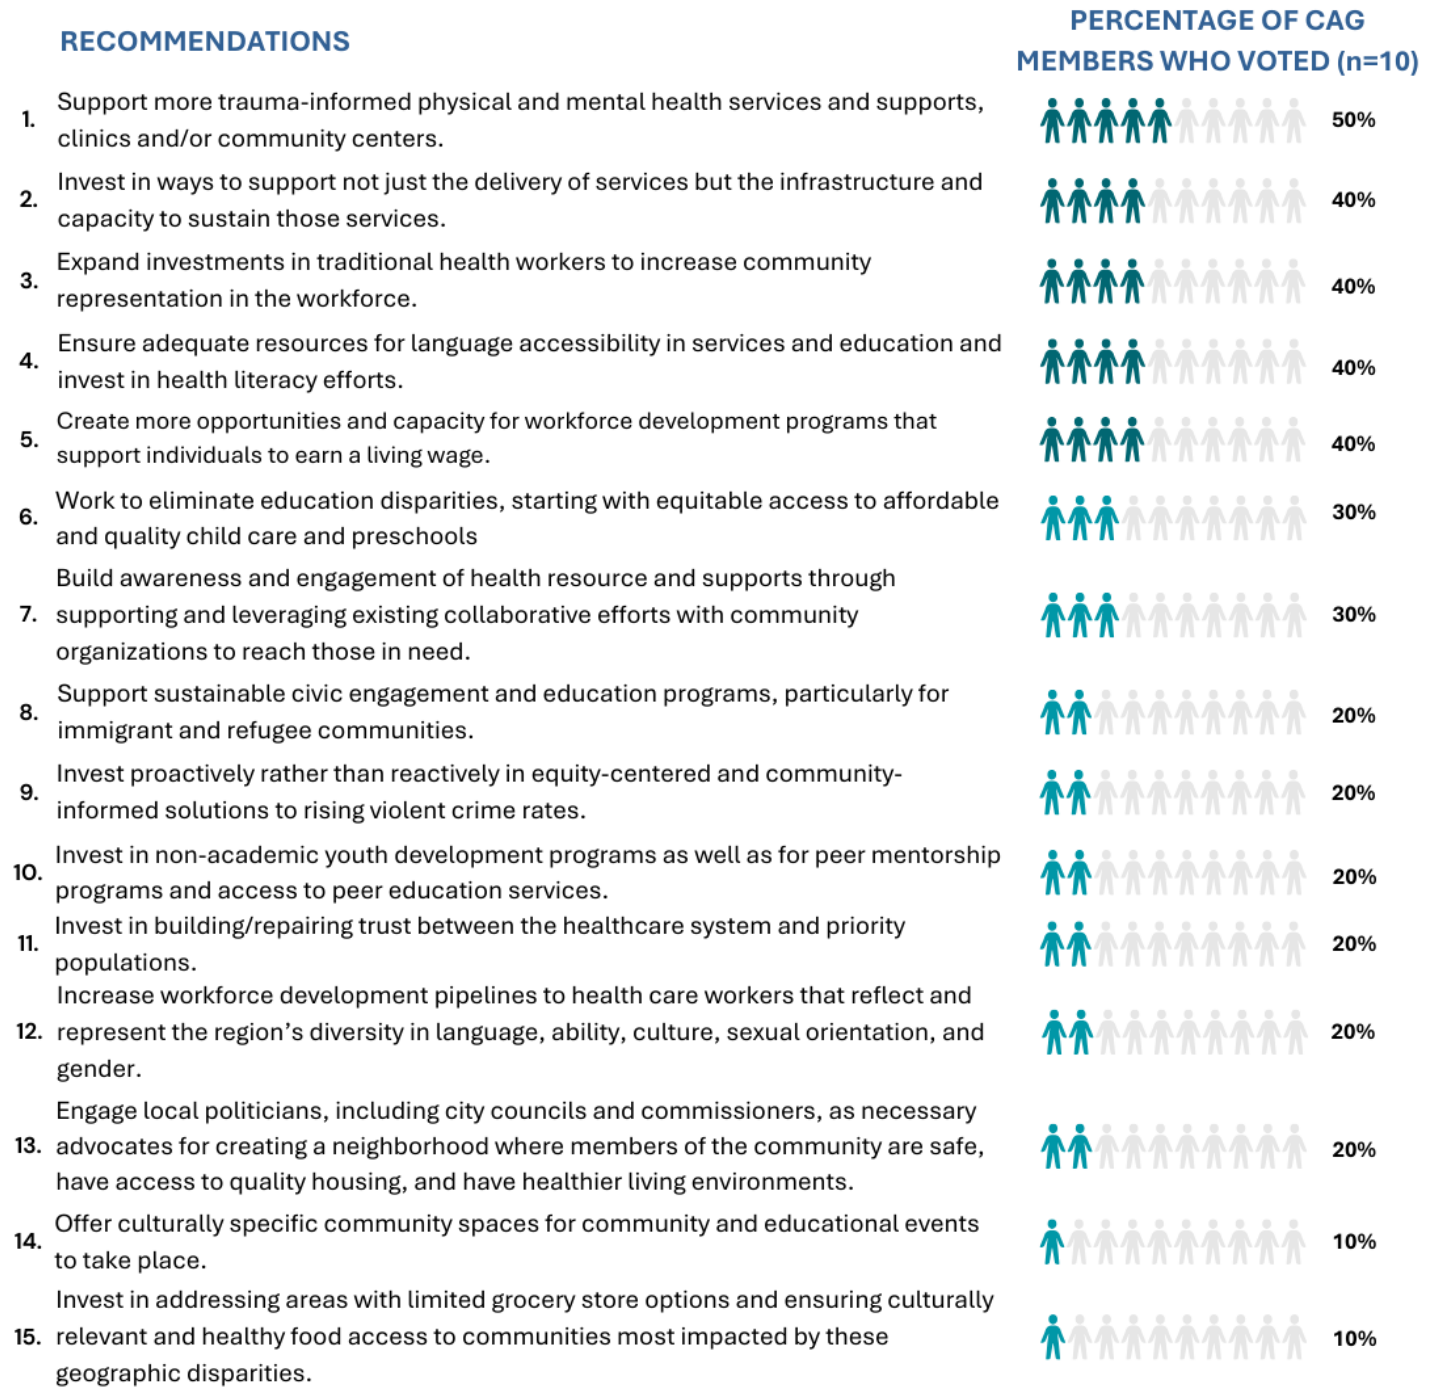 RECOMMENDATIONS
PERCENTAGE OF CAG
MEMBERS WHO VOTED (n=10)
1.
Support more trauma-informed physical and mental health services and supports,
clinics and/or community centers.
50%
2.
Invest in ways to support not just the delivery of services but the infrastructure and
capacity to sustain those services.
40%
3.
Expand investments in traditional health workers to increase community
representation in the workforce.
40%
4.
Ensure adequate resources for language accessibility in services and education and
invest in health literacy efforts.
40%
5.
Create more opportunities and capacity for workforce development programs that
support individuals to earn a living wage.
40%
6.
Work to eliminate education disparities, starting with equitable access to affordable
and quality child care and preschools
30%
Build awareness and engagement of health resource and supports through
7. supporting and leveraging existing collaborative efforts with community
organizations to reach those in need.
30%
8.
Support sustainable civic engagement and education programs, particularly for
immigrant and refugee communities.
20%
9.
Invest proactively rather than reactively in equity-centered and community-
informed solutions to rising violent crime rates.
20%
10.
Invest in non-academic youth development programs as well as for peer mentorship
programs and access to peer education services.
20%
11.
Invest in building/repairing trust between the healthcare system and priority
populations.
20%
Increase workforce development pipelines to health care workers that reflect and
12. represent the region's diversity in language, ability, culture, sexual orientation, and
gender.
20%
Engage local politicians, including city councils and commissioners, as necessary
13. advocates for creating a neighborhood where members of the community are safe,
have access to quality housing, and have healthier living environments.
20%
14.
Offer culturally specific community spaces for community and educational events
to take place.
10%
Invest in addressing areas with limited grocery store options and ensuring culturally
15. relevant and healthy food access to communities most impacted by these
geographic disparities.
10%